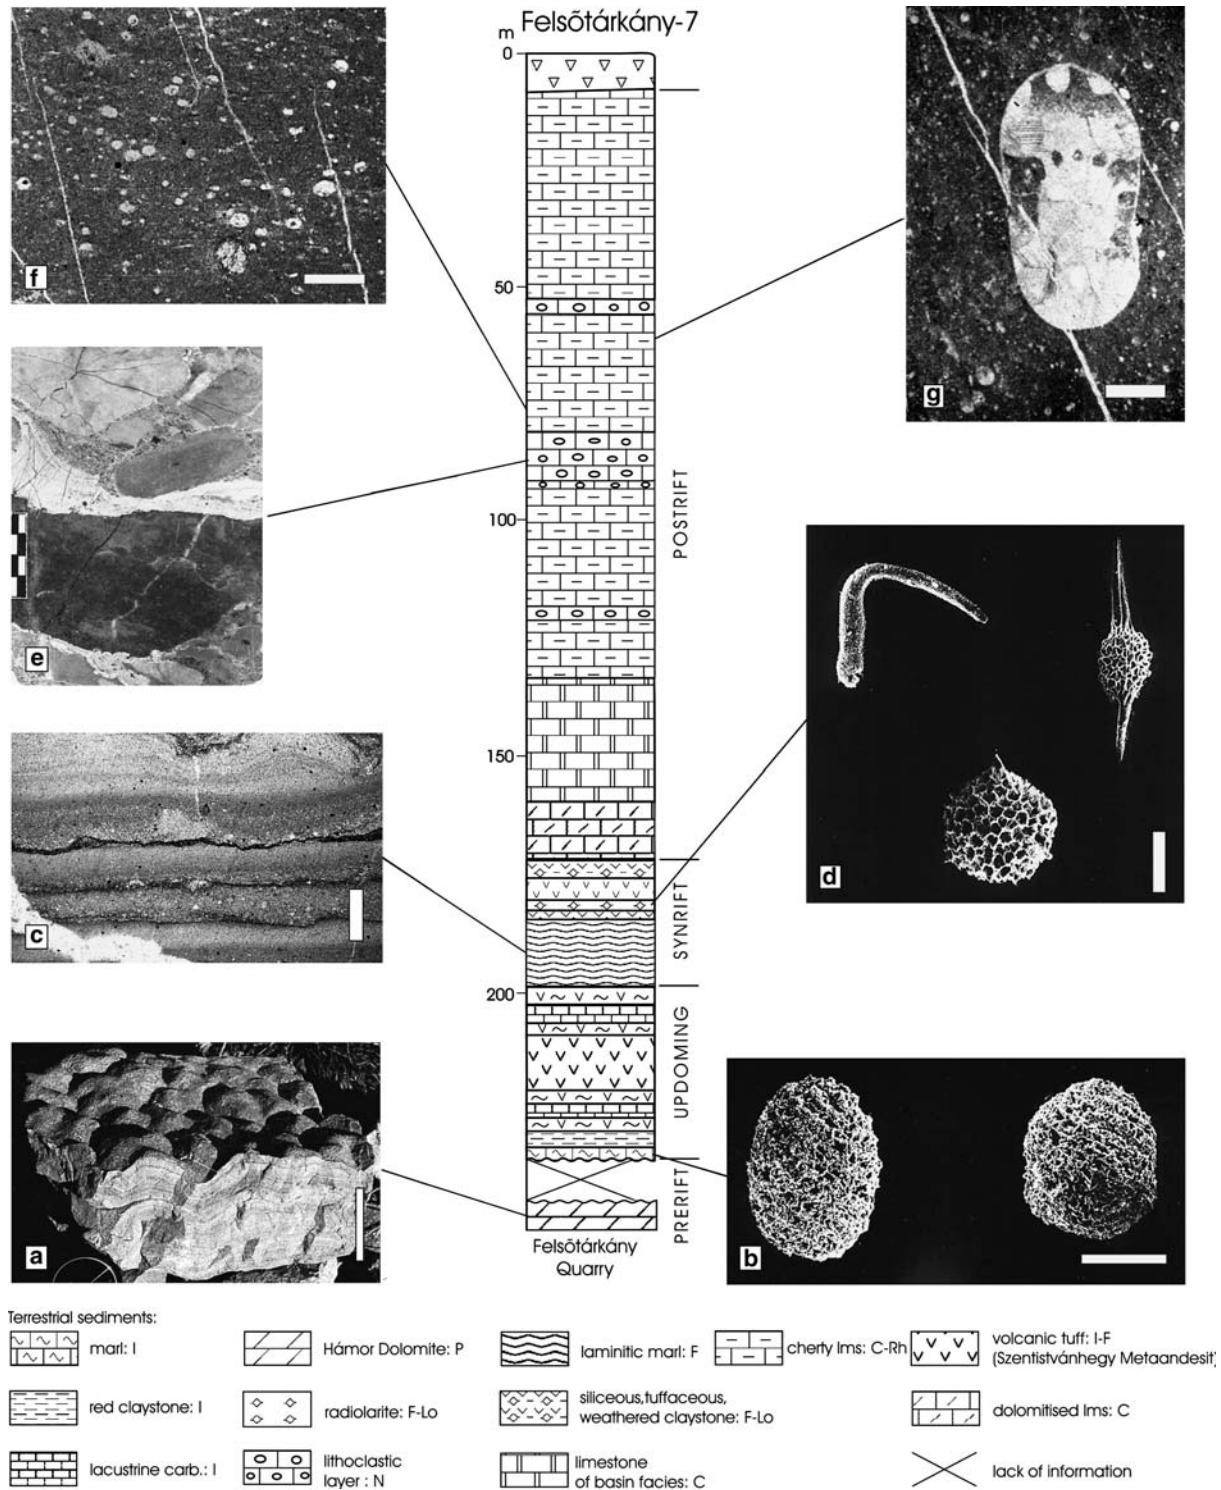 Felsőtárkány-7
m
0
50
100
150
200
POSTRIFT
SYNRIFT
UPDOMING
PRERIFT
f
g
e
d
c
a
b
Felsőtárkány
Quarry
Terrestrial sediments:
marl: I
Hámor Dolomite: P
laminitic marl: F
cherty lms: C-Rh
volcanic tuff: I-F
(Szentistvánhegy Metaandesit)
red claystone: I
radiolarite: F-Lo
siliceous,tuffaceous,
weathered claystone: F-Lo
dolomitised lms: C
lacustrine carb.: I
lithoclastic
layer : N
limestone
of basin facies: C
lack of information